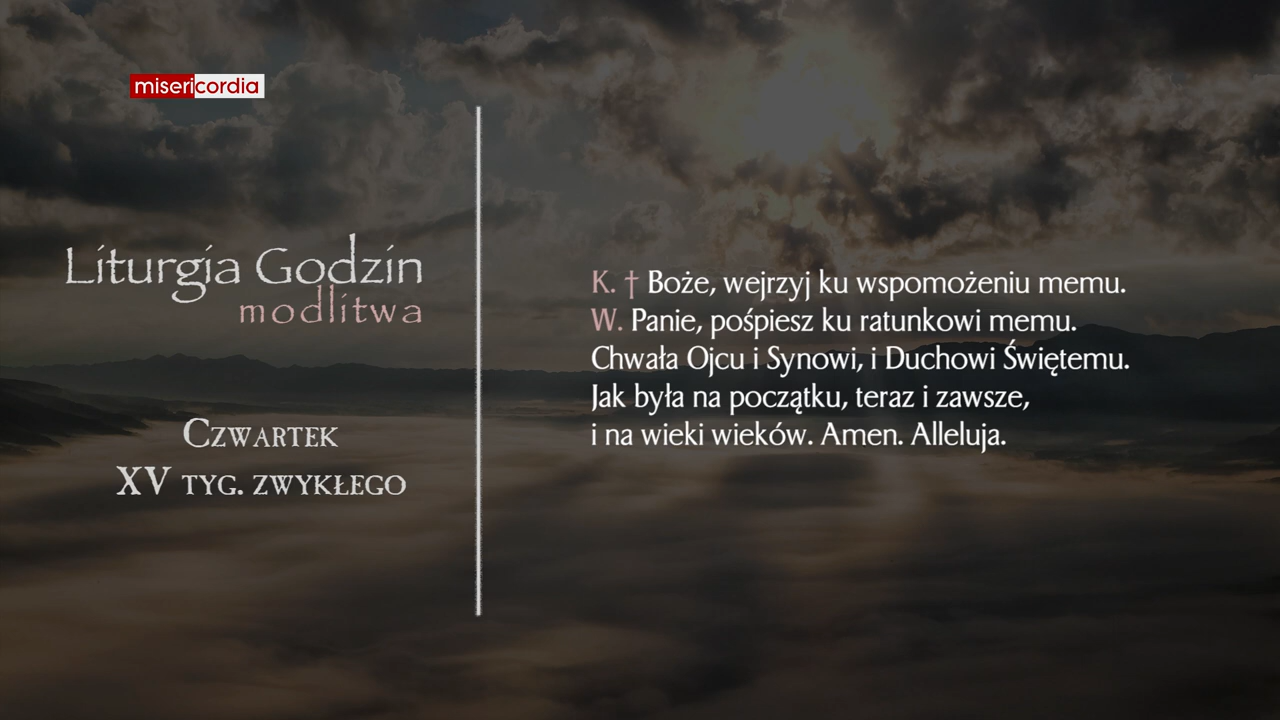 misericordia
Liturgia Godzin
modlitwa
Czwartek
XV tyg. zwykłego
K. † Boże, wejrzyj ku wspomożeniu memu.
W. Panie, pośpiesz ku ratunkowi memu.
Chwała Ojcu i Synowi, i Duchowi Świętemu.
Jak była na początku, teraz i zawsze,
i na wieki wieków. Amen. Alleluja.